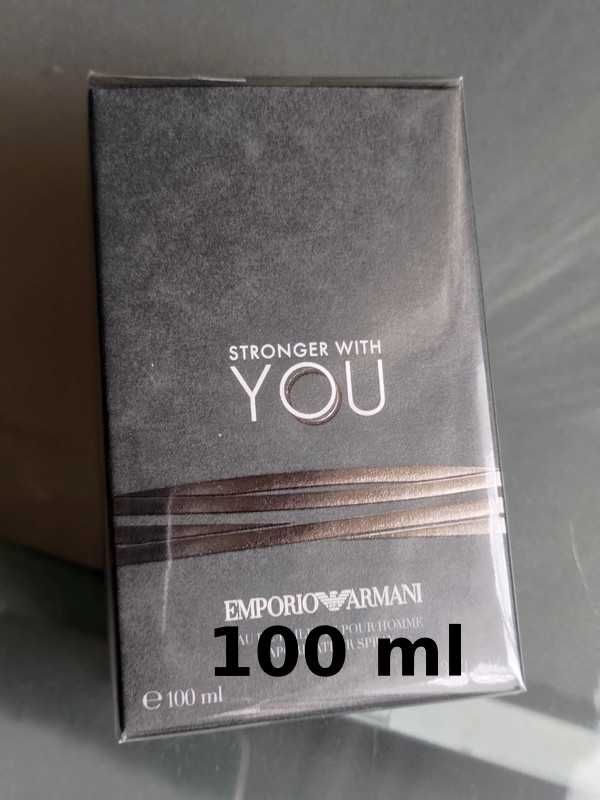 STRONGER WITH
YOU
EMPORIO ARMANI
POUR HOMME
100 ml
℮ 100 ml